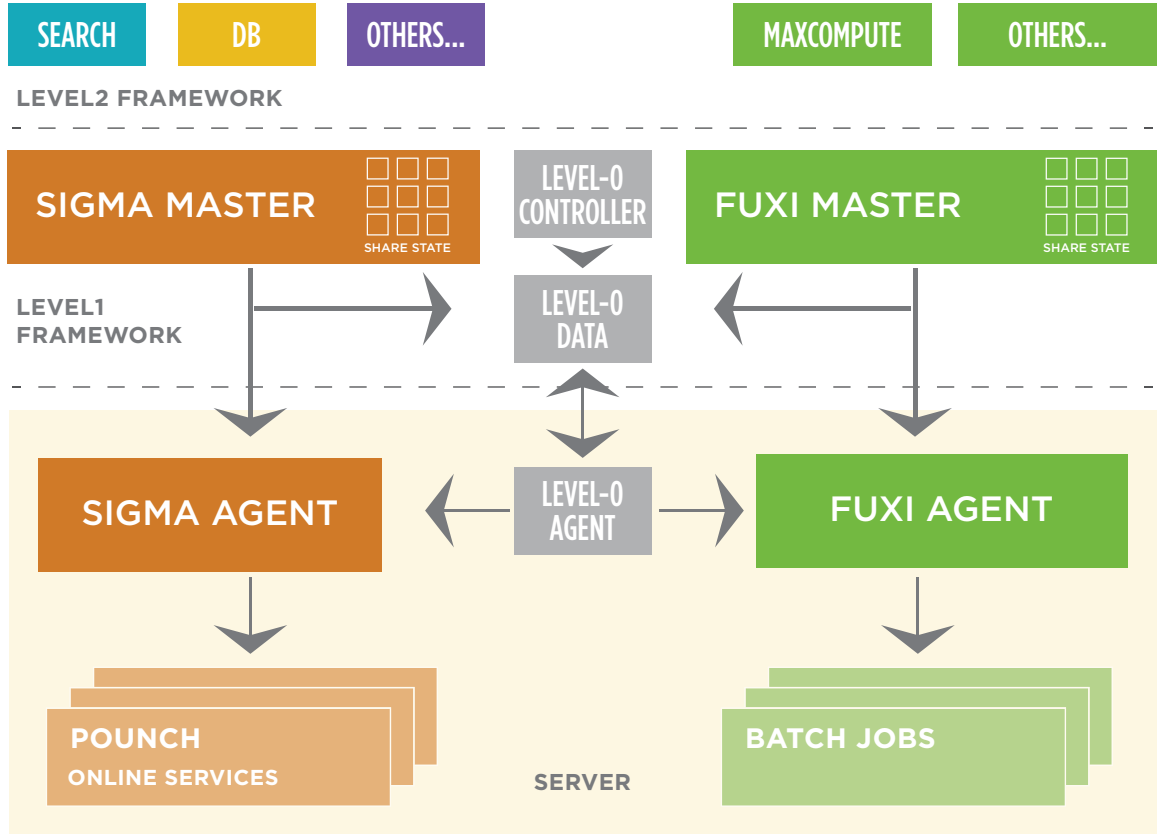 SEARCH
DB
OTHERS...
MAXCOMPUTE
OTHERS...
LEVEL2 FRAMEWORK
SIGMA MASTER
SHARE STATE
LEVEL-0
CONTROLLER
FUXI MASTER
SHARE STATE
LEVEL1
FRAMEWORK
LEVEL-0
DATA
SIGMA AGENT
LEVEL-0
AGENT
FUXI AGENT
POUNCH
ONLINE SERVICES
BATCH JOBS
SERVER